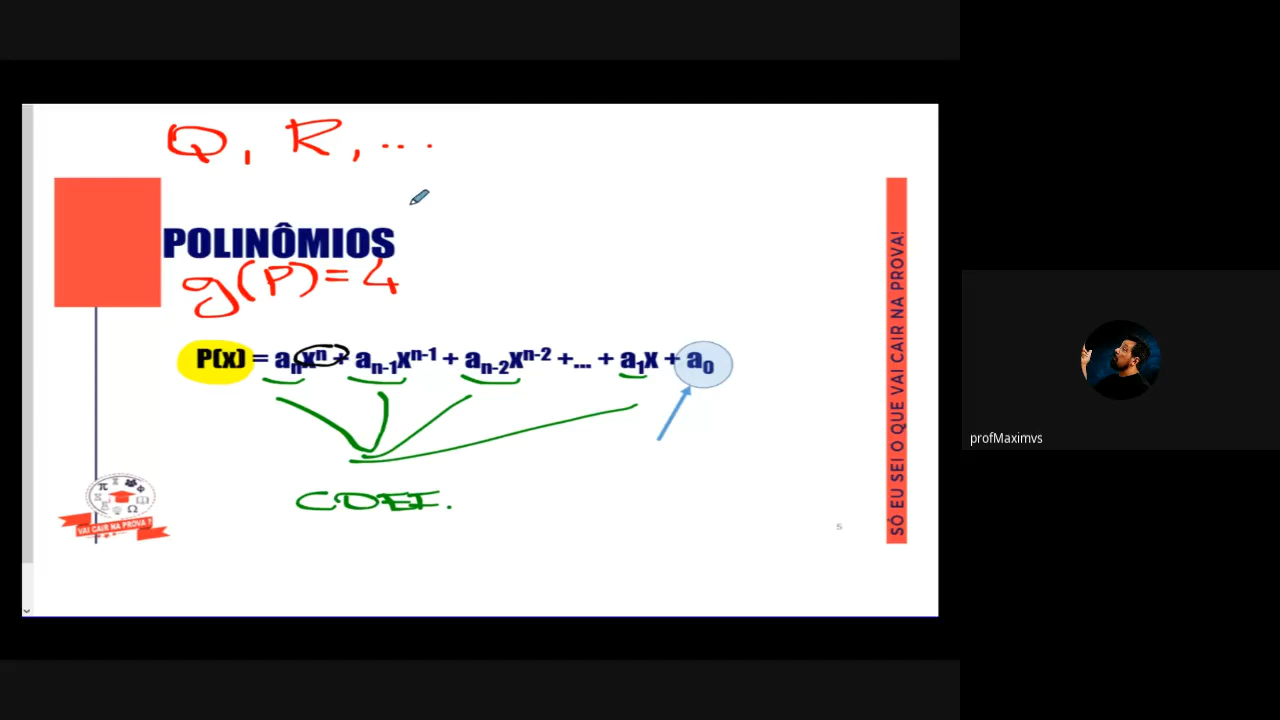 Q, R, ...
POLINÔMIOS
g(P)=4
P(x) = aₙxⁿ + aₙ₋₁xⁿ⁻¹ + aₙ₋₂xⁿ⁻² +... + a₁x + a₀
COEF.
VAI CAIR NA PROVA ?
5
SÓ EU SEI O QUE VAI CAIR NA PROVA!
profMaximvs